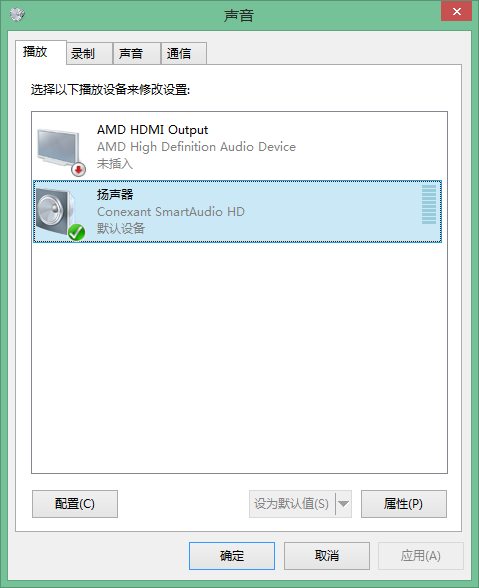 声音
播放 录制 声音 通信
选择以下播放设备来修改设置:
AMD HDMI Output
AMD High Definition Audio Device
未插入
扬声器
Conexant SmartAudio HD
默认设备
配置(C) 设为默认值(S) 属性(P)
确定 取消 应用(A)